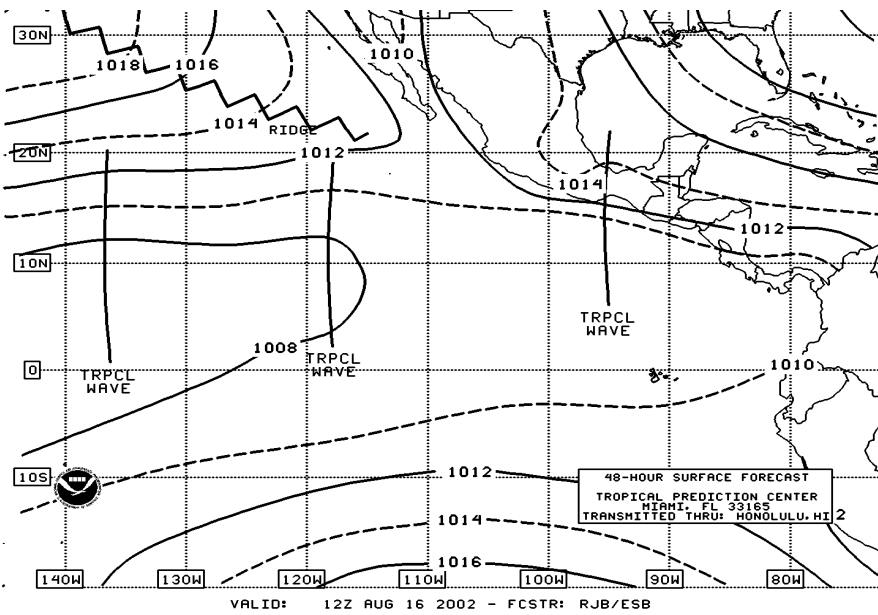 30N
1010
1018
1016
1014
RIDGE
20N
1012
1014
1012
10N
TRPCL
WAVE
1008
TRPCL
WAVE
0
TRPCL
WAVE
1010
10S
1012
48-HOUR SURFACE FORECAST
TROPICAL PREDICTION CENTER
MIAMI, FL 33165
TRANSMITTED THRU: HONOLULU,HI
2
1014
1016
140W 130W 120W 110W 100W 90W 80W
VALID: 12Z AUG 16 2002 - FCSTR: RJB/ESB